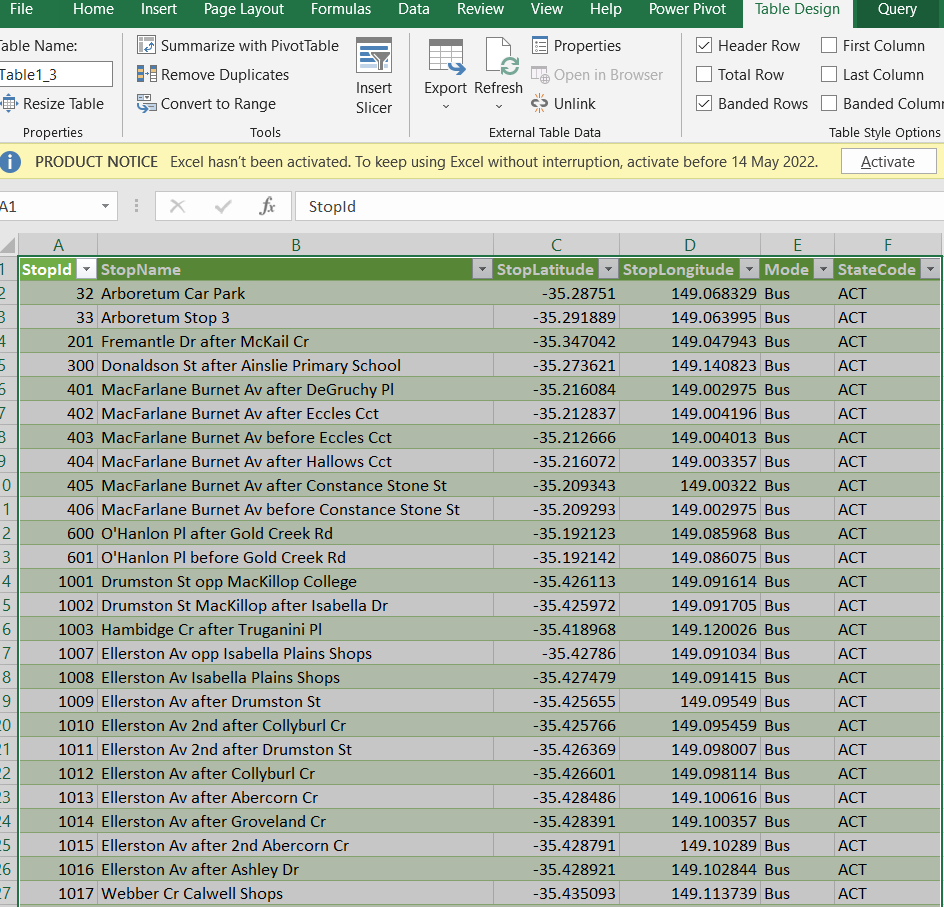 File Home Insert Page Layout Formulas Data Review View Help Power Pivot Table Design Query
Table Name: Summarize with PivotTable Properties Header Row First Column
Table1_3 Remove Duplicates Insert Slicer Export Refresh Open in Browser Total Row Last Column
Resize Table Convert to Range Unlink Banded Rows Banded Colum
Properties Tools External Table Data Table Style Options
PRODUCT NOTICE Excel hasn't been activated. To keep using Excel without interruption, activate before 14 May 2022. Activate
A1 fx StopId
A B C D E F
1 StopId StopName StopLatitude StopLongitude Mode StateCode
2 32 Arboretum Car Park -35.28751 149.068329 Bus ACT
3 33 Arboretum Stop 3 -35.291889 149.063995 Bus ACT
4 201 Fremantle Dr after McKail Cr -35.347042 149.047943 Bus ACT
5 300 Donaldson St after Ainslie Primary School -35.273621 149.140823 Bus ACT
6 401 MacFarlane Burnet Av after DeGruchy Pl -35.216084 149.002975 Bus ACT
7 402 MacFarlane Burnet Av after Eccles Cct -35.212837 149.004196 Bus ACT
8 403 MacFarlane Burnet Av before Eccles Cct -35.212666 149.004013 Bus ACT
9 404 MacFarlane Burnet Av after Hallows Cct -35.216072 149.003357 Bus ACT
0 405 MacFarlane Burnet Av after Constance Stone St -35.209343 149.00322 Bus ACT
1 406 MacFarlane Burnet Av before Constance Stone St -35.209293 149.002975 Bus ACT
2 600 O'Hanlon Pl after Gold Creek Rd -35.192123 149.085968 Bus ACT
3 601 O'Hanlon Pl before Gold Creek Rd -35.192142 149.086075 Bus ACT
4 1001 Drumston St opp MacKillop College -35.426113 149.091614 Bus ACT
5 1002 Drumston St MacKillop after Isabella Dr -35.425972 149.091705 Bus ACT
6 1003 Hambidge Cr after Truganini Pl -35.418968 149.120026 Bus ACT
7 1007 Ellerston Av opp Isabella Plains Shops -35.42786 149.091034 Bus ACT
8 1008 Ellerston Av Isabella Plains Shops -35.427479 149.091415 Bus ACT
9 1009 Ellerston Av after Drumston St -35.425655 149.09549 Bus ACT
20 1010 Ellerston Av 2nd after Collyburl Cr -35.425766 149.095459 Bus ACT
21 1011 Ellerston Av 2nd after Drumston St -35.426369 149.098007 Bus ACT
22 1012 Ellerston Av after Collyburl Cr -35.426601 149.098114 Bus ACT
23 1013 Ellerston Av after Abercorn Cr -35.428486 149.100616 Bus ACT
24 1014 Ellerston Av after Groveland Cr -35.428391 149.100357 Bus ACT
25 1015 Ellerston Av after 2nd Abercorn Cr -35.428791 149.10289 Bus ACT
26 1016 Ellerston Av after Ashley Dr -35.428921 149.102844 Bus ACT
27 1017 Webber Cr Calwell Shops -35.435093 149.113739 Bus ACT